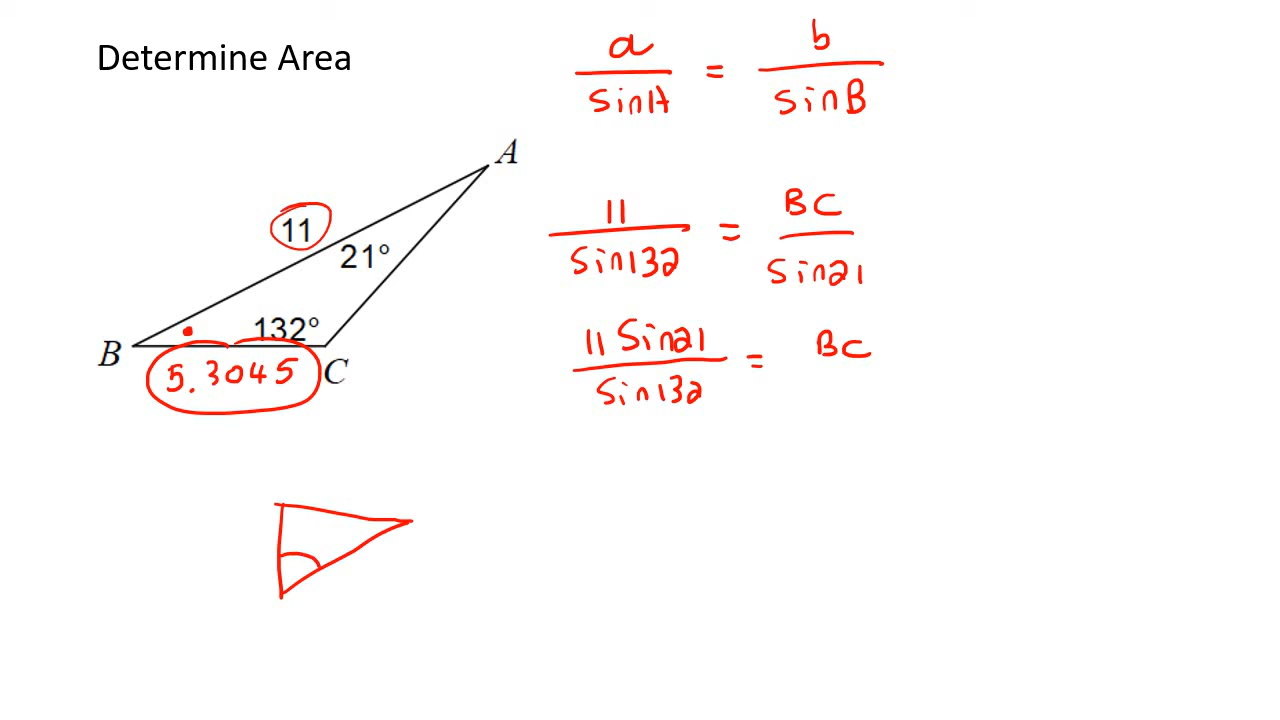 Determine Area
a/sinA = b/sinB
A
11
21°
11/sin132 = BC/sin21
132°
B
5.3045
C
11 sin21/sin132 = BC